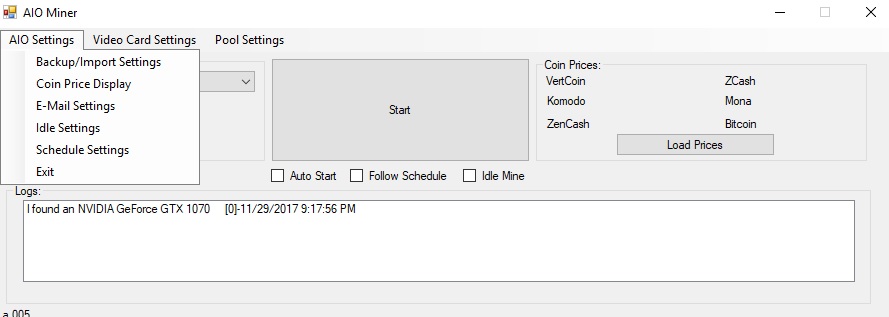 AIO Miner
AIO Settings Video Card Settings Pool Settings
Backup/Import Settings
Coin Price Display
E-Mail Settings
Idle Settings
Schedule Settings
Exit
Start
Coin Prices:
VertCoin ZCash
Komodo Mona
ZenCash Bitcoin
Load Prices
Auto Start Follow Schedule Idle Mine
Logs:
I found an NVIDIA GeForce GTX 1070 [0]-11/29/2017 9:17:56 PM
a.005